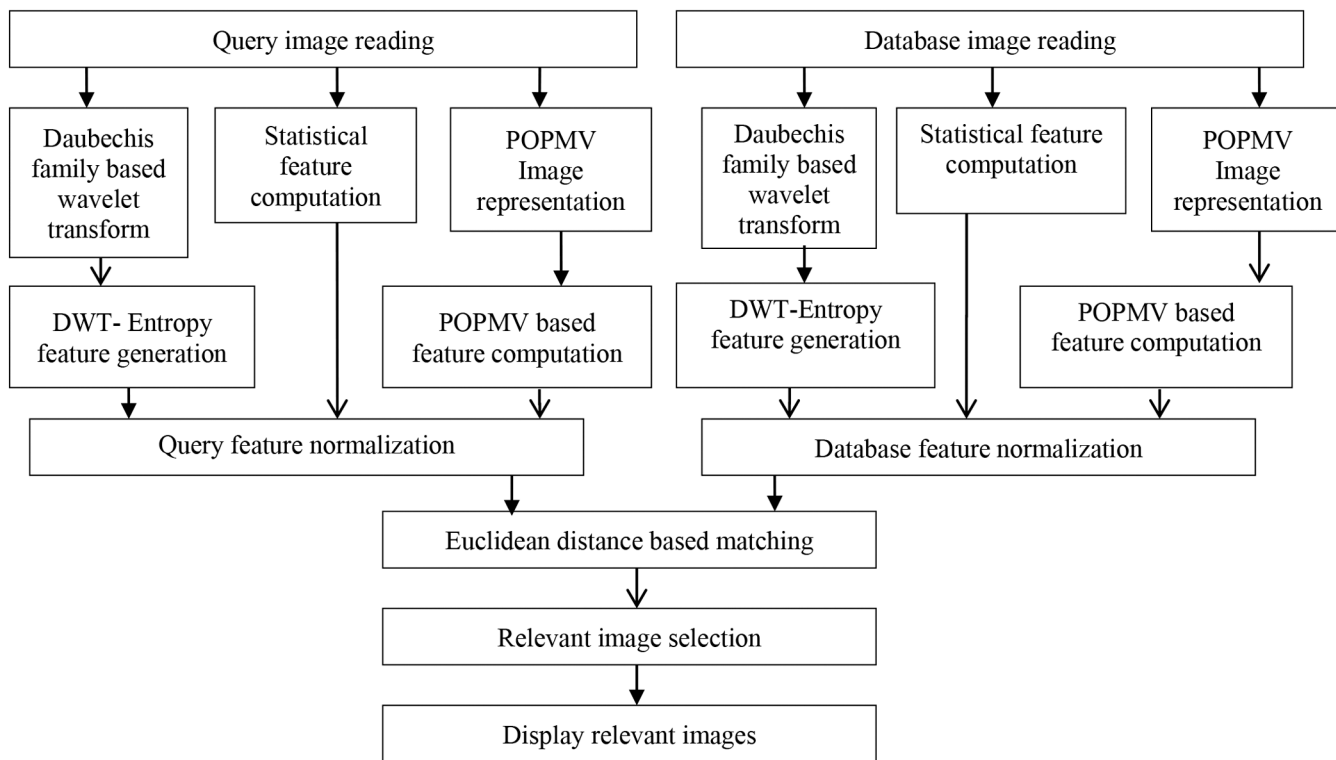 Query image reading
Database image reading
Daubechis
family based
wavelet
transform
Statistical
feature
computation
POPMV
Image
representation
Daubechis
family based
wavelet
transform
Statistical feature
computation
POPMV
Image
representation
DWT- Entropy
feature generation
POPMV based
feature computation
DWT-Entropy
feature generation
POPMV based
feature computation
Query feature normalization
Database feature normalization
Euclidean distance based matching
Relevant image selection
Display relevant images